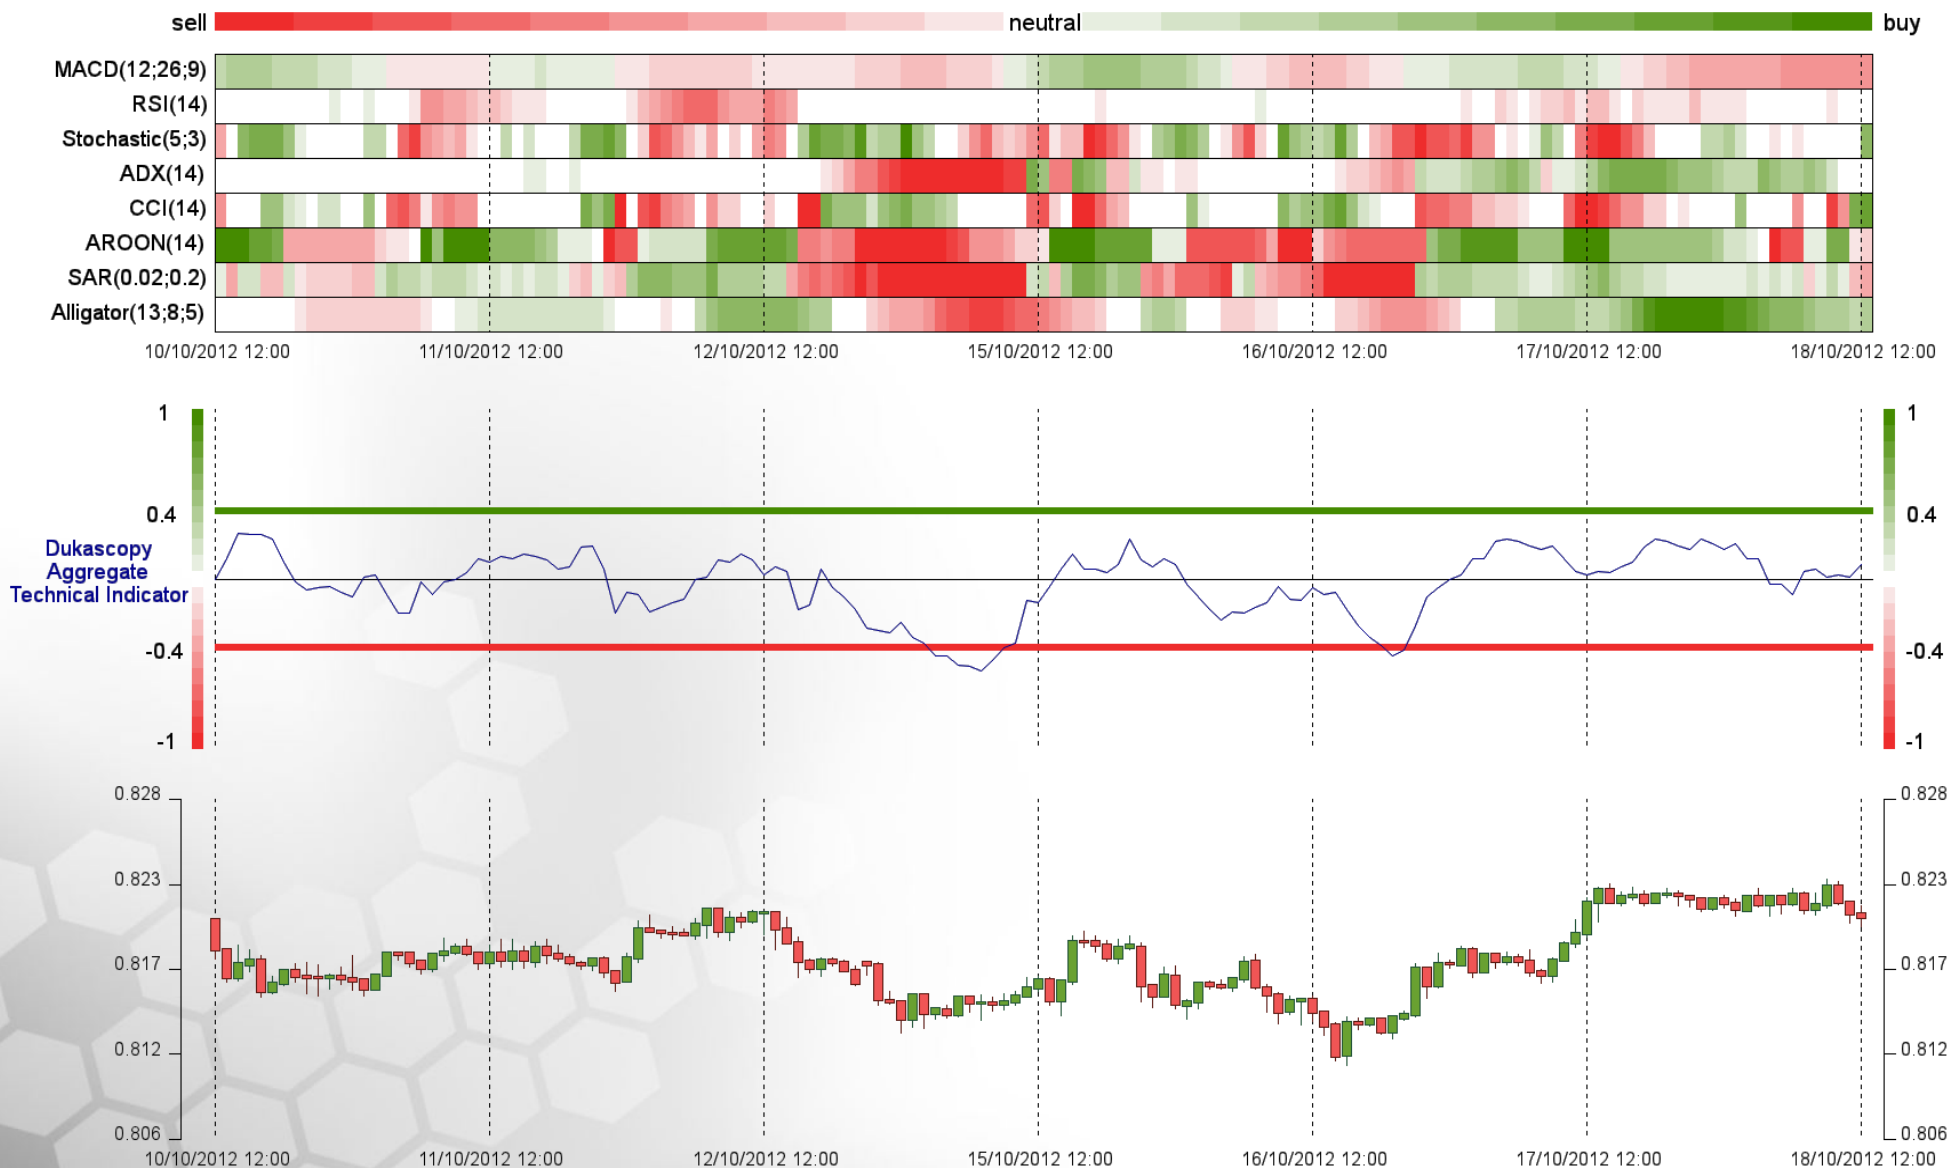 sell neutral buy
MACD(12;26;9)
RSI(14)
Stochastic(5;3)
ADX(14)
CCI(14)
AROON(14)
SAR(0.02;0.2)
Alligator(13;8;5)
10/10/2012 12:00 11/10/2012 12:00 12/10/2012 12:00 15/10/2012 12:00 16/10/2012 12:00 17/10/2012 12:00 18/10/2012 12:00
1 1
0.4 0.4
Dukascopy
Aggregate
Technical Indicator
-0.4 -0.4
-1 -1
0.828 0.828
0.823 0.823
0.817 0.817
0.812 0.812
0.806 0.806
10/10/2012 12:00 11/10/2012 12:00 12/10/2012 12:00 15/10/2012 12:00 16/10/2012 12:00 17/10/2012 12:00 18/10/2012 12:00